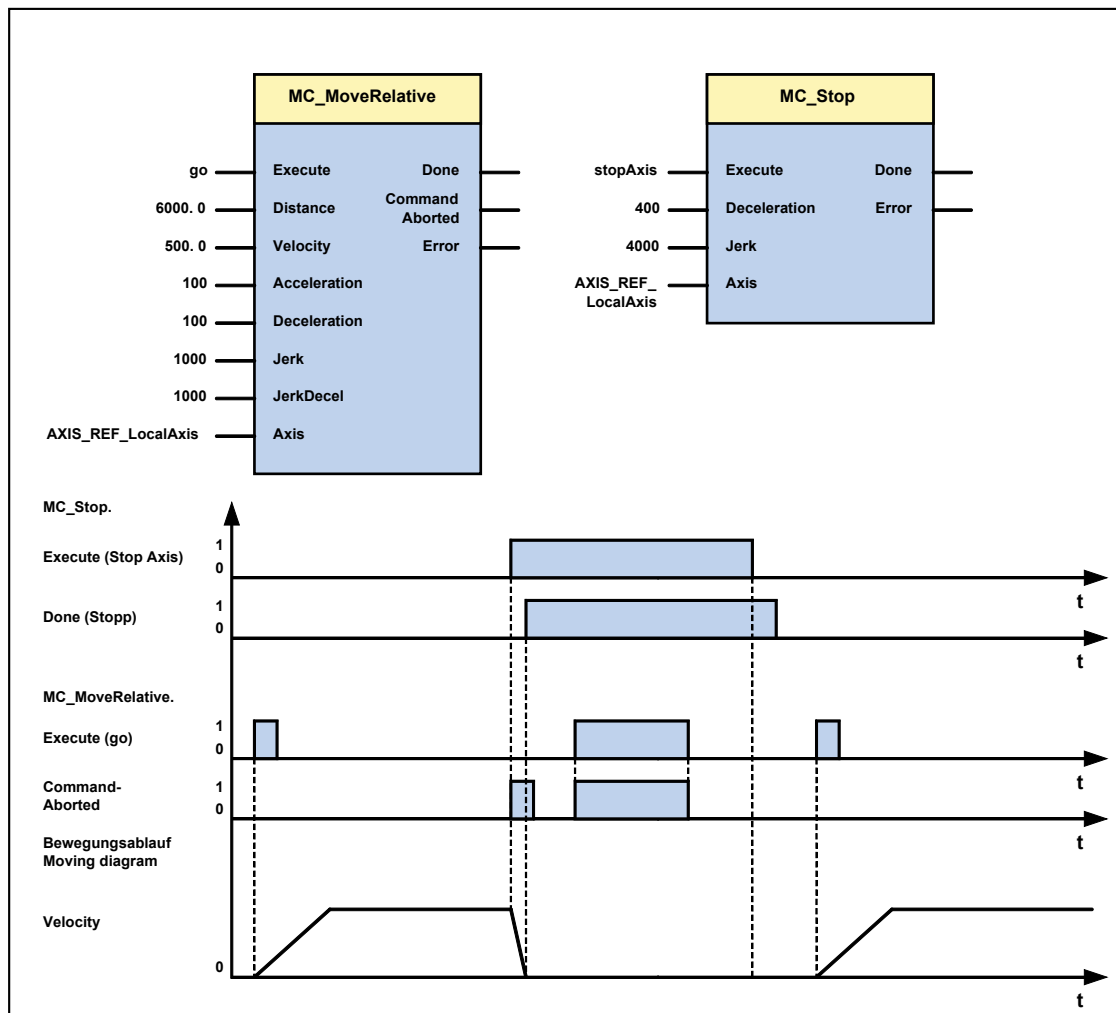 MC_MoveRelative
go
Execute
Done
6000. 0
Distance
Command
Aborted
500. 0
Velocity
Error
100
Acceleration
100
Deceleration
1000
Jerk
1000
JerkDecel
AXIS_REF_LocalAxis
Axis
MC_Stop
stopAxis
Execute
Done
400
Deceleration
Error
4000
Jerk
AXIS_REF_
LocalAxis
Axis
MC_Stop.
Execute (Stop Axis)
1
0
t
Done (Stopp)
1
0
t
MC_MoveRelative.
Execute (go)
1
0
t
Command-
Aborted
1
0
t
Bewegungsablauf
Moving diagram
Velocity
0
t